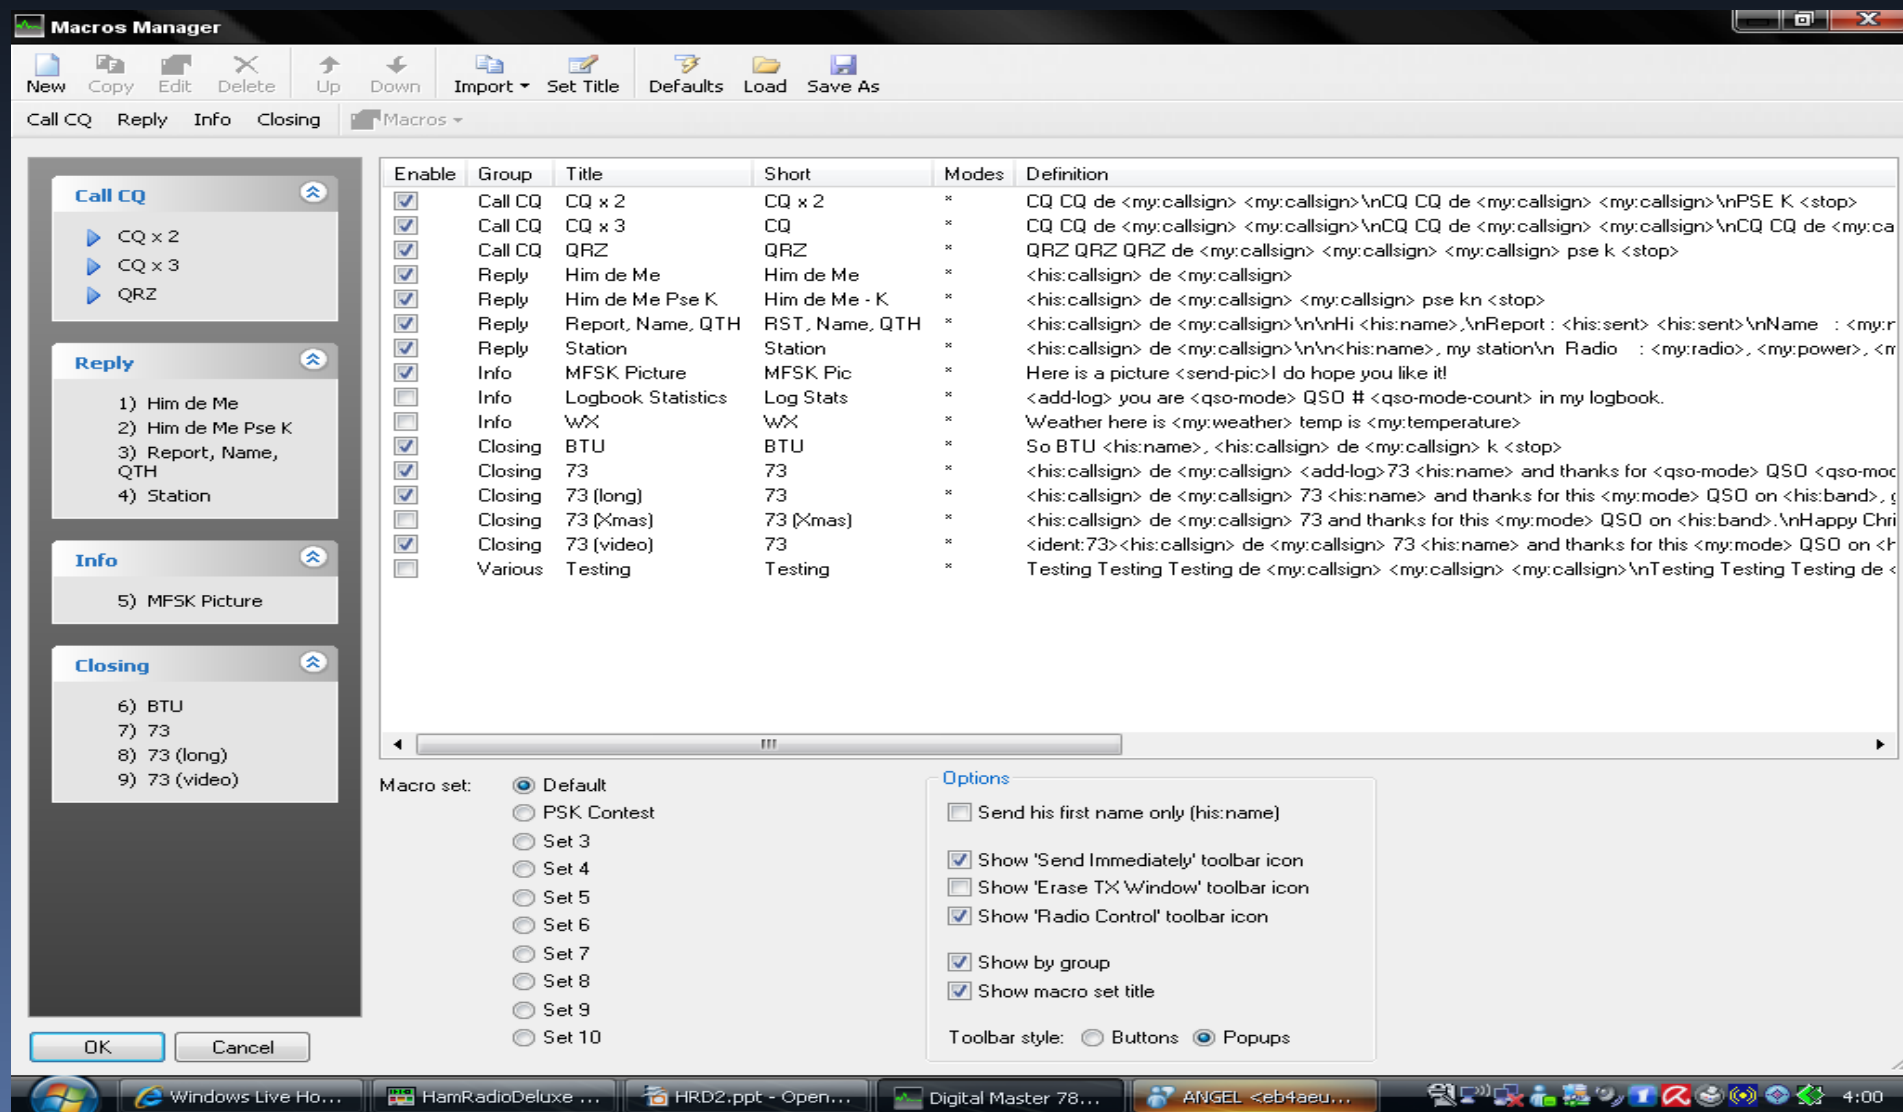 Macros Manager
New Copy Edit Delete Up Down Import Set Title Defaults Load Save As
Call CQ Reply Info Closing Macros
Call CQ
CQ x 2
CQ x 3
QRZ
Reply
1) Him de Me
2) Him de Me Pse K
3) Report, Name,
QTH
4) Station
Info
5) MFSK Picture
Closing
6) BTU
7) 73
8) 73 (long)
9) 73 (video)
Enable Group Title Short Modes Definition
Call CQ CQ x 2 CQ x 2 * CQ CQ de <my:callsign> <my:callsign>\nCQ CQ de <my:callsign> <my:callsign>\nPSE K <stop>
Call CQ CQ x 3 CQ * CQ CQ de <my:callsign> <my:callsign>\nCQ CQ de <my:callsign> <my:callsign>\nCQ CQ de <my:ca
Call CQ QRZ QRZ * QRZ QRZ QRZ de <my:callsign> <my:callsign> <my:callsign> pse k <stop>
Reply Him de Me Him de Me * <his:callsign> de <my:callsign>
Reply Him de Me Pse K Him de Me - K * <his:callsign> de <my:callsign> <my:callsign> pse kn <stop>
Reply Report, Name, QTH RST, Name, QTH * <his:callsign> de <my:callsign>\n\nHi <his:name>,\nReport : <his:sent> <his:sent>\nName : <my:r
Reply Station Station * <his:callsign> de <my:callsign>\n\n<his:name>, my station\n Radio : <my:radio>, <my:power>, <m
Info MFSK Picture MFSK Pic * Here is a picture <send-pic>I do hope you like it!
Info Logbook Statistics Log Stats * <add-log> you are <qso-mode> QSO # <qso-mode-count> in my logbook.
Info WX WX * Weather here is <my:weather> temp is <my:temperature>
Closing BTU BTU * So BTU <his:name>, <his:callsign> de <my:callsign> k <stop>
Closing 73 73 * <his:callsign> de <my:callsign> <add-log>73 <his:name> and thanks for <qso-mode> QSO <qso-moc
Closing 73 (long) 73 * <his:callsign> de <my:callsign> 73 <his:name> and thanks for this <my:mode> QSO on <his:band>, g
Closing 73 (Xmas) 73 (Xmas) * <his:callsign> de <my:callsign> 73 and thanks for this <my:mode> QSO on <his:band>.\nHappy Chri
Closing 73 (video) 73 * <ident:73><his:callsign> de <my:callsign> 73 <his:name> and thanks for this <my:mode> QSO on <h
Various Testing Testing * Testing Testing Testing de <my:callsign> <my:callsign> <my:callsign>\nTesting Testing Testing de <
Macro set:
Default
PSK Contest
Set 3
Set 4
Set 5
Set 6
Set 7
Set 8
Set 9
Set 10
Options
Send his first name only (his:name)
Show 'Send Immediately' toolbar icon
Show 'Erase TX Window' toolbar icon
Show 'Radio Control' toolbar icon
Show by group
Show macro set title
Toolbar style: Buttons Popups
OK Cancel
Windows Live Ho... HamRadioDeluxe ... HRD2.ppt - Open... Digital Master 78... ANGEL <eb4aeu... 4:00